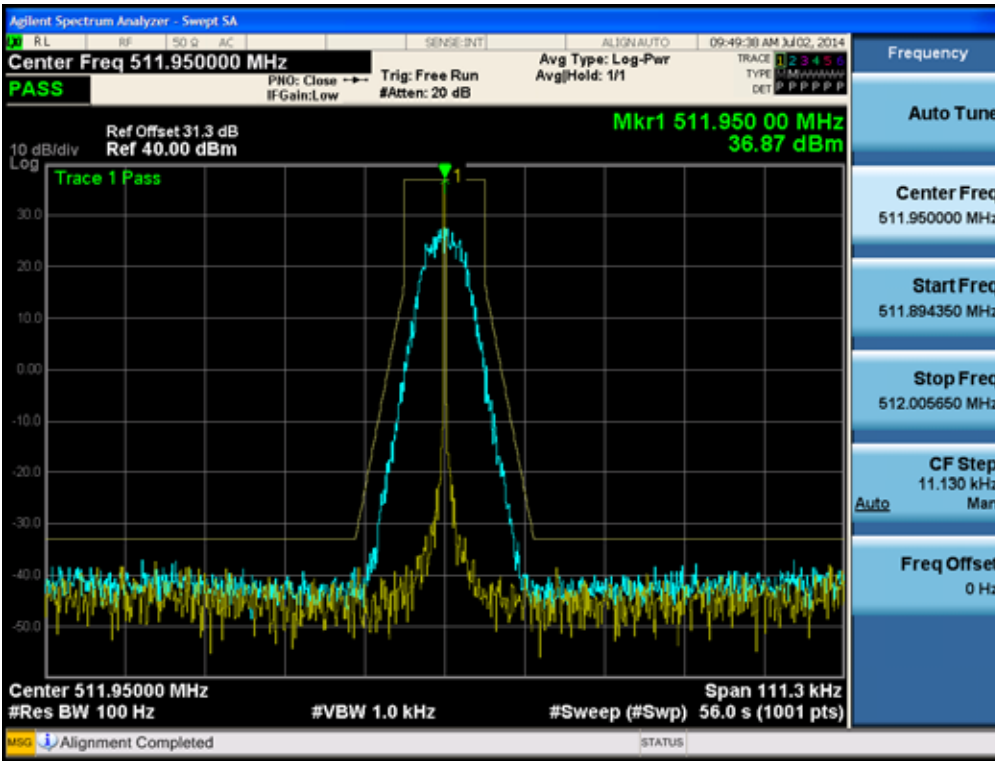 Agilent Spectrum Analyzer - Swept SA
RL RF 50 Ω AC SENSE:INT ALIGNAUTO 09:49:30 AM Jul 02, 2014
Center Freq 511.950000 MHz
PASS
PNO: Close
IFGain:Low
Trig: Free Run
#Atten: 20 dB
Avg Type: Log-Pwr
Avg|Hold: 1/1
TRACE 1 2 3 4 5 6
TYPE
DET P P P P P P
Ref Offset 31.3 dB
10 dB/div Ref 40.00 dBm
Log
Mkr1 511.950 00 MHz
36.87 dBm
Trace 1 Pass
1
30.0
20.0
10.0
0.00
-10.0
-20.0
-30.0
-40.0
-50.0
Center 511.95000 MHz Span 111.3 kHz
#Res BW 100 Hz #VBW 1.0 kHz #Sweep (#Swp) 56.0 s (1001 pts)
MSG Alignment Completed STATUS
Frequency
Auto Tune
Center Freq
511.950000 MHz
Start Freq
511.894350 MHz
Stop Freq
512.005650 MHz
CF Step
11.130 kHz
Auto Man
Freq Offset
0 Hz